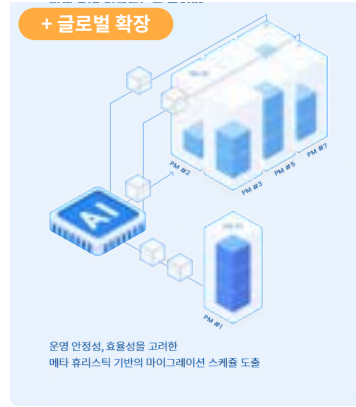 + 글로벌 확장
PM #2
PM #3
PM #5
PM #7
AI
PM #1
운영 안정성, 효율성을 고려한
메타 휴리스틱 기반의 마이그레이션 스케쥴 도출